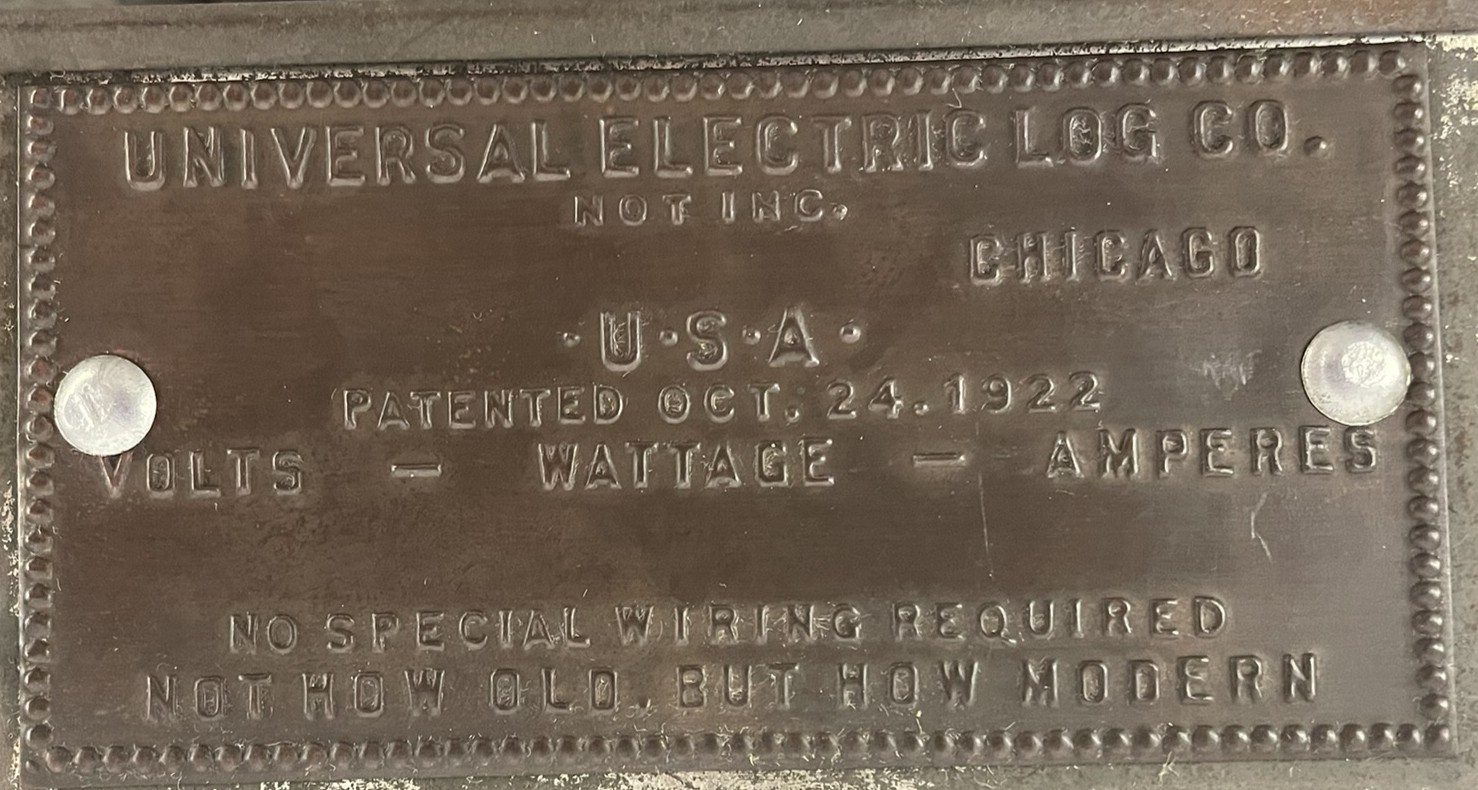 UNIVERSAL ELECTRIC LOG CO.
NOT INC.
CHICAGO
·U·S·A·
PATENTED OCT. 24.1922
VOLTS — WATTAGE — AMPERES
NO SPECIAL WIRING REQUIRED
NOT HOW OLD. BUT HOW MODERN